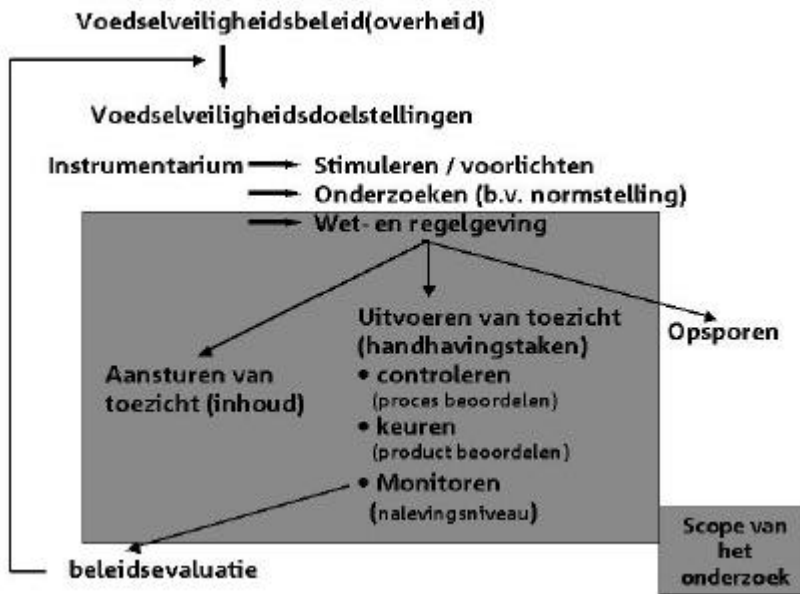 Voedselveiligheidsbeleid(overheid)
Voedselveiligheidsdoelstellingen
Instrumentarium
Stimuleren / voorlichten
Onderzoeken (b.v. normstelling)
Wet- en regelgeving
Aansturen van
toezicht (inhoud)
Uitvoeren van toezicht
(handhavingstaken)
• controleren
(proces beoordelen)
• keuren
(product beoordelen)
• Monitoren
(nalevingsniveau)
Opsporen
beleidsevaluatie
Scope van
het
onderzoek